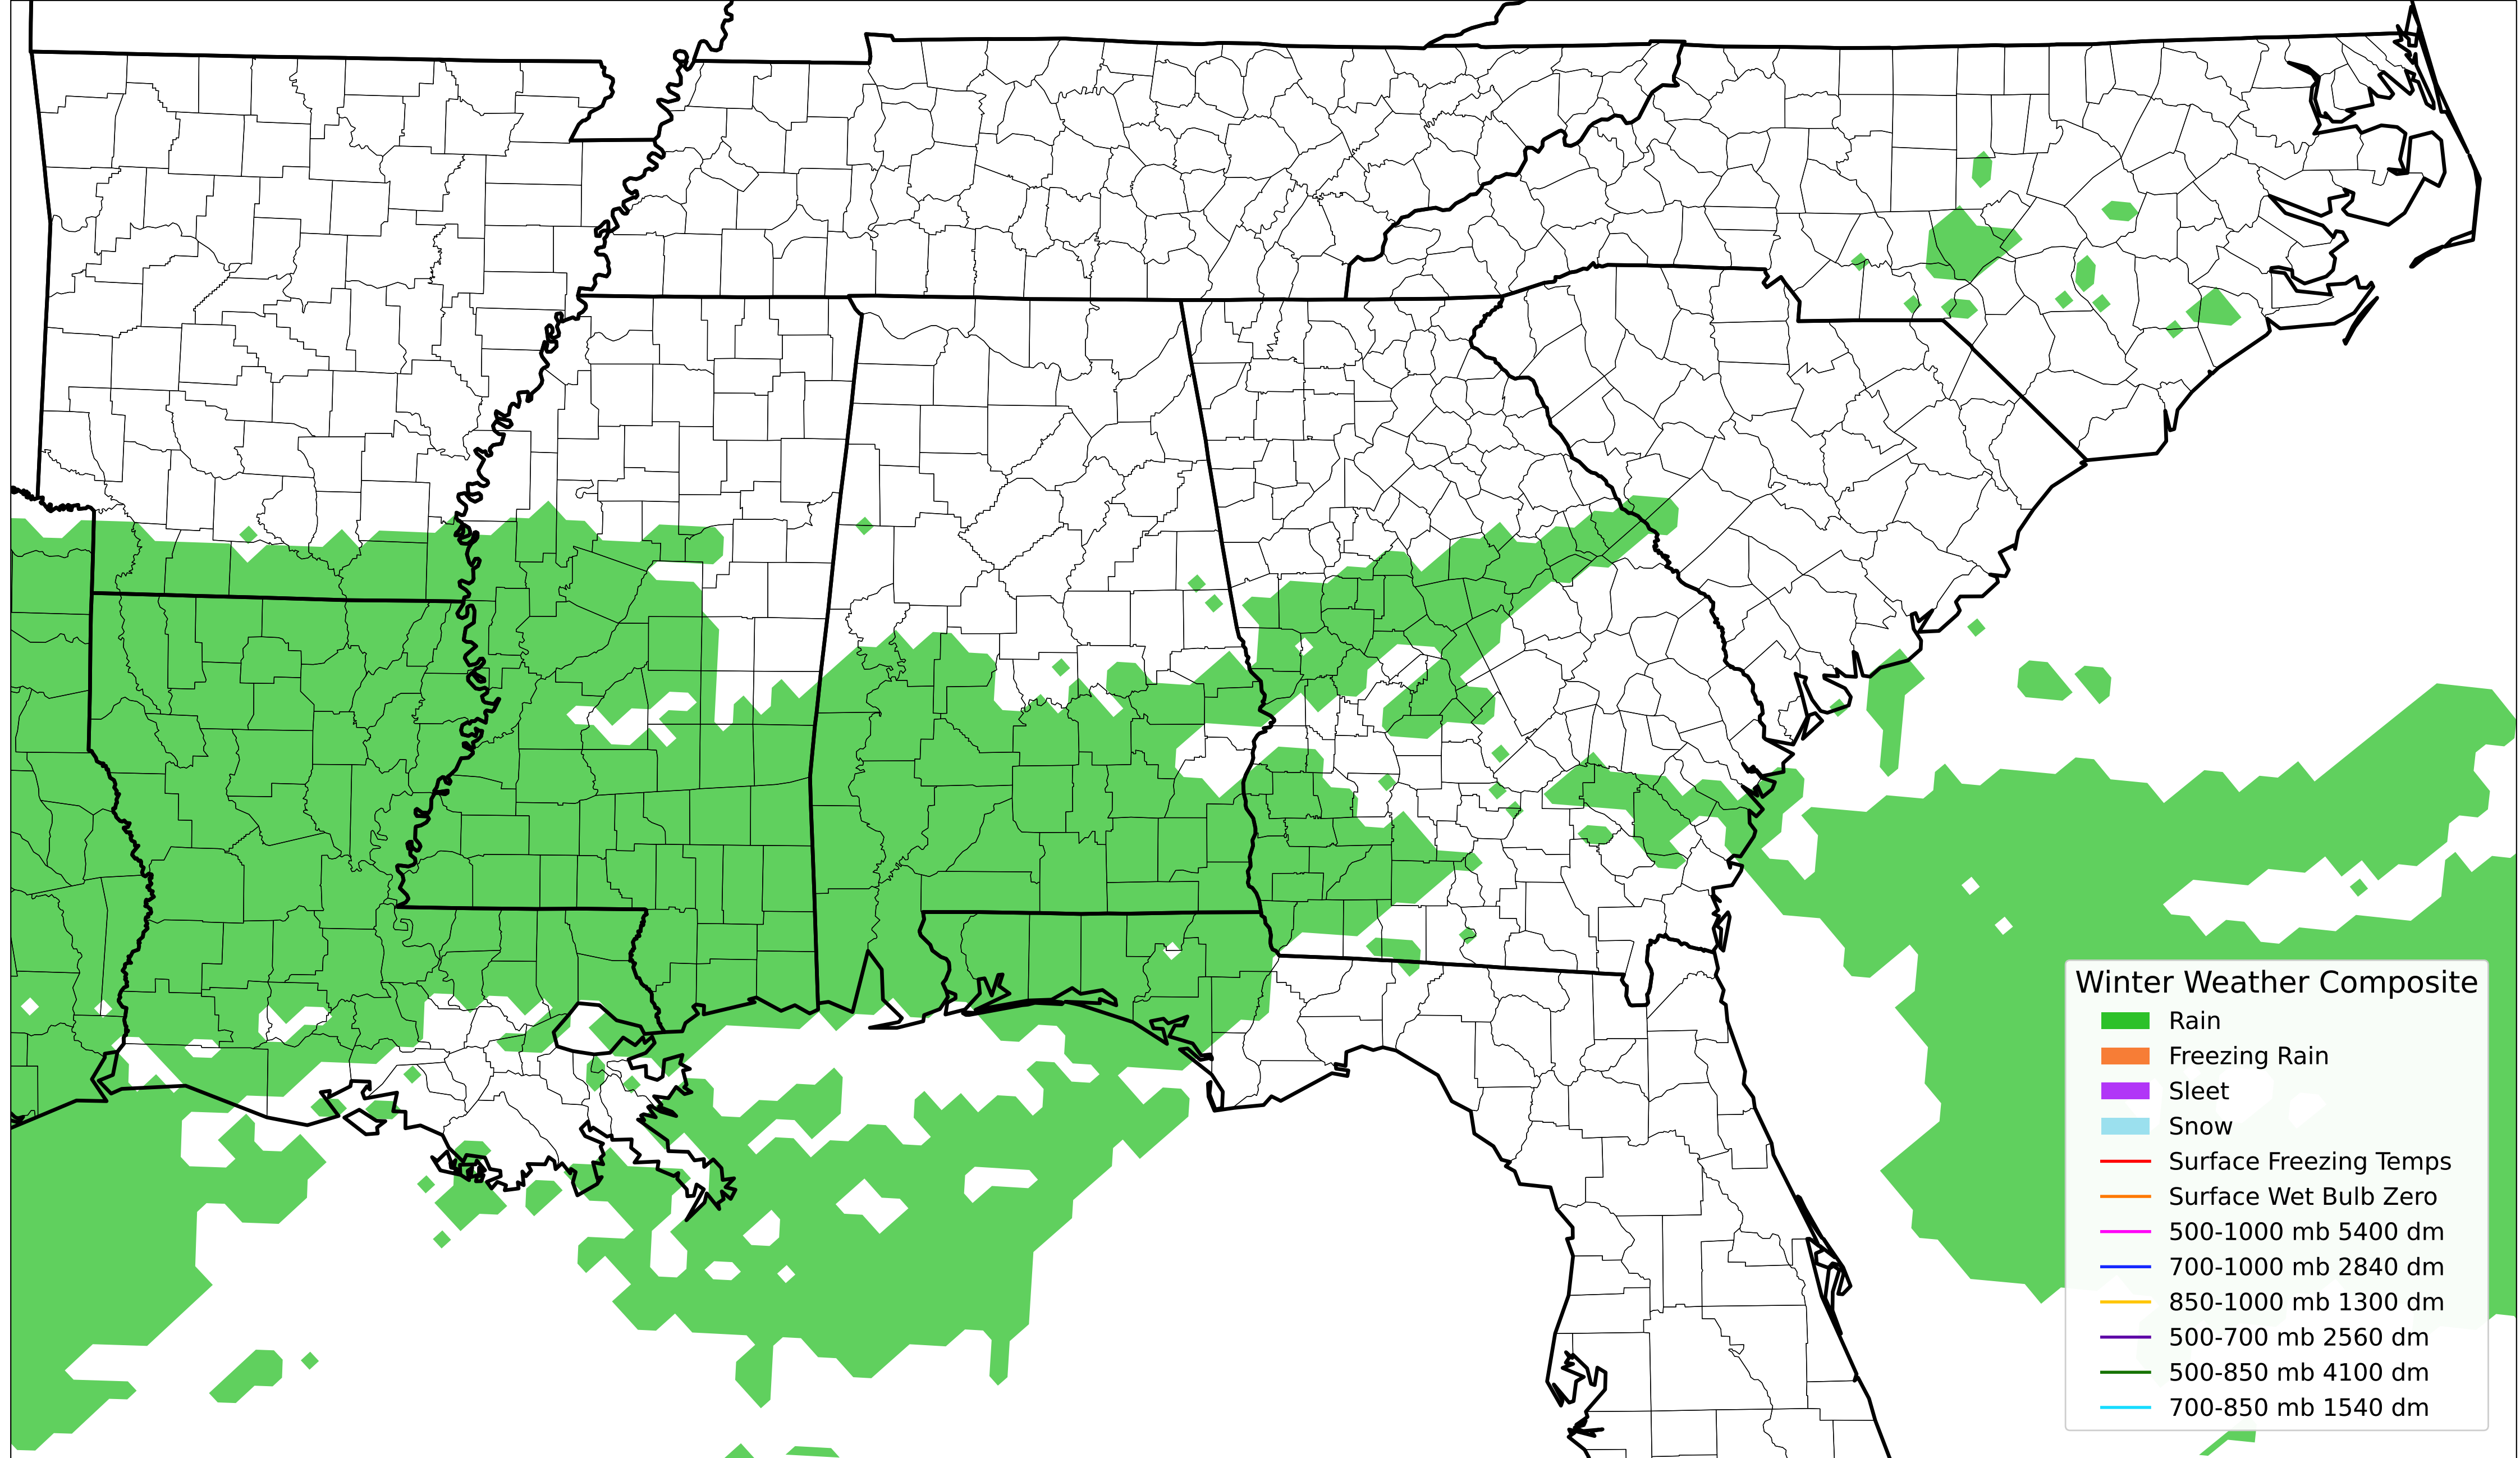 Winter Weather Composite
Rain
Freezing Rain
Sleet
Snow
Surface Freezing Temps
Surface Wet Bulb Zero
500-1000 mb 5400 dm
700-1000 mb 2840 dm
850-1000 mb 1300 dm
500-700 mb 2560 dm
500-850 mb 4100 dm
700-850 mb 1540 dm